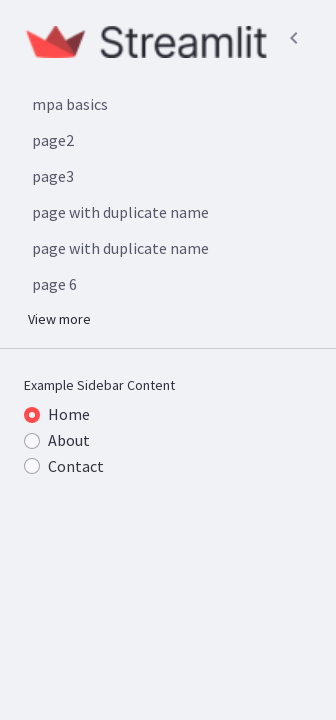 Streamlit
mpa basics
page2
page3
page with duplicate name
page with duplicate name
page 6
View more
Example Sidebar Content
Home
About
Contact